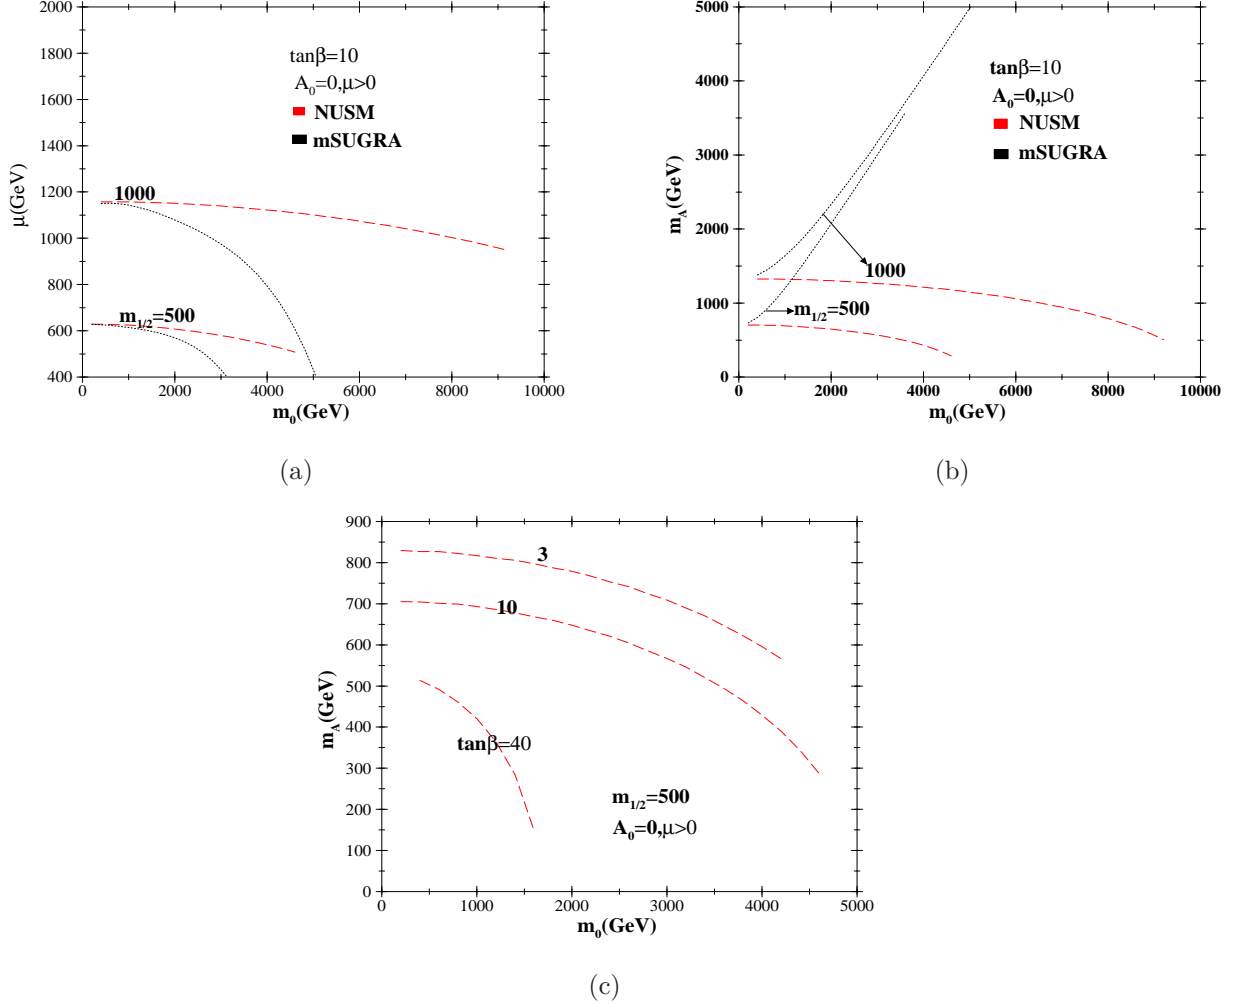 2000
1800
1600
1400
1200
1000
800
600
400
μ(GeV)
tanβ=10
A₀=0,μ>0
NUSM
mSUGRA
1000
m₁/₂=500
0 2000 4000 6000 8000 10000
m₀(GeV)
(a)
5000
4000
3000
2000
1000
0
m_A(GeV)
tanβ=10
A₀=0,μ>0
NUSM
mSUGRA
1000
m₁/₂=500
0 2000 4000 6000 8000 10000
m₀(GeV)
(b)
900
800
700
600
500
400
300
200
100
0
m_A(GeV)
3
10
tanβ=40
m₁/₂=500
A₀=0,μ>0
0 1000 2000 3000 4000 5000
m₀(GeV)
(c)